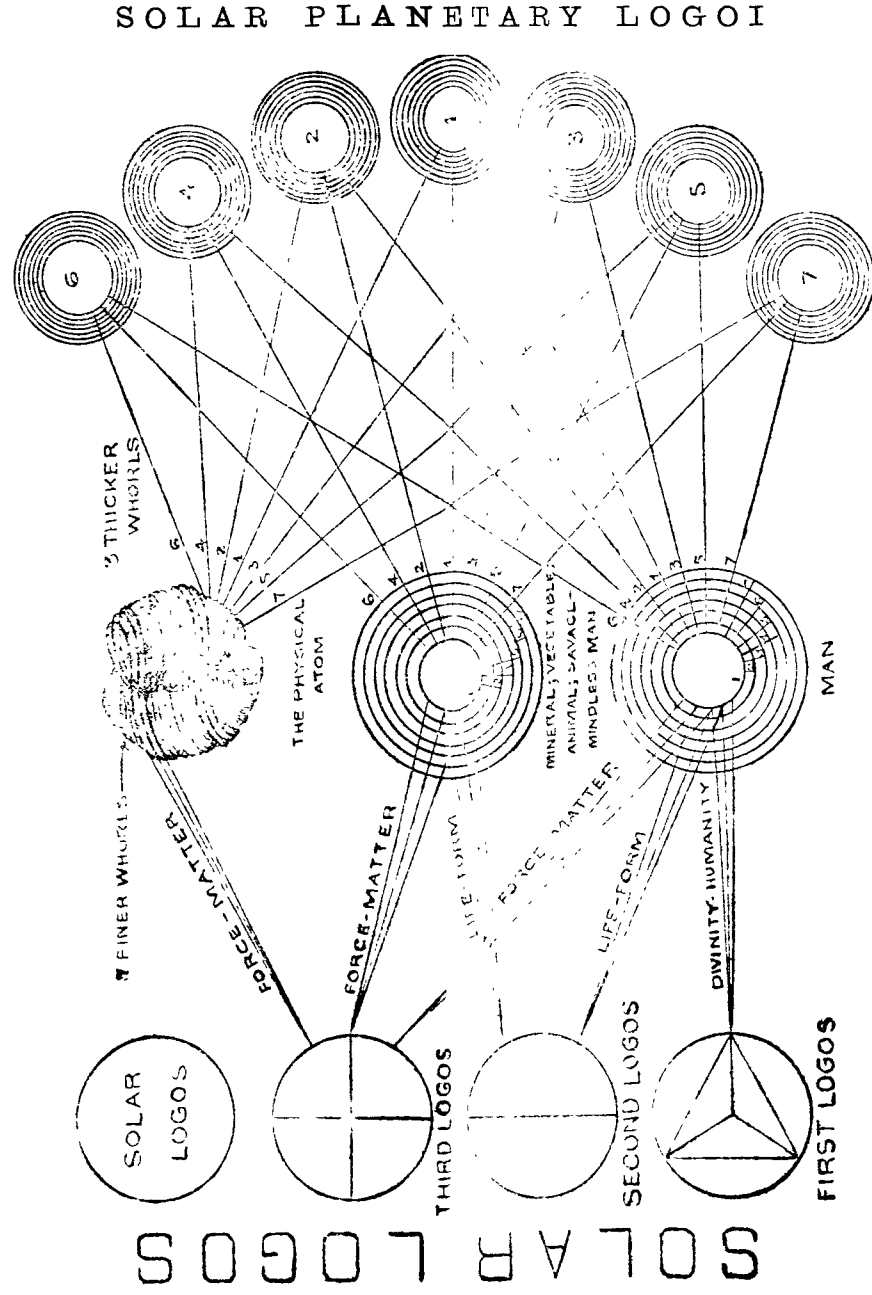 SOLAR PLANETARY LOGOI
6
4
2
1
3
5
7
3 THICKER
WHORLS
6
4
2
1
3
5
7
THE PHYSICAL
ATOM
7 FINER WHORLS
FORCE-MATTER
6
4
2
1
MINERAL, VEGETABLE,
ANIMAL, SAVAGE-
MINDLESS MAN
FORCE-MATTER
LIFE-FORM
6
2
1
3
5
7
MAN
FORCE MATTER
LIFE-FORM
DIVINITY-HUMANITY
SOLAR
LOGOS
THIRD LOGOS
SECOND LOGOS
FIRST LOGOS
SOLAR LOGOS